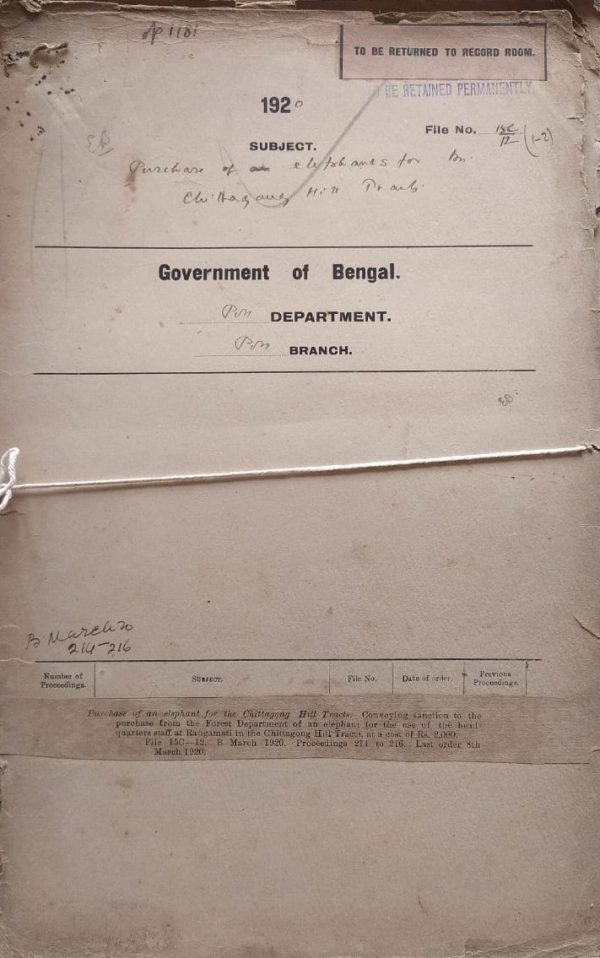 TO BE RETURNED TO RECORD ROOM.
BE RETAINED PERMANENTLY.
1920
File No. 15C/12 (1-2)
SUBJECT.
Purchase of elephants for
Chittagong Hill Tracts.
Government of Bengal.
Pol DEPARTMENT.
Pol BRANCH.
B March 20
214-216
Number of Proceedings.
SUBJECT.
File No.
Date of order.
Previous Proceedings.
Purchase of an elephant for the Chittagong Hill Tracts. Conveying sanction to the
purchase from the Forest Department of an elephant for the use of the head-
quarters staff at Rangamati in the Chittagong Hill Tracts, at a cost of Rs. 2,000.
File 15C—12. B March 1920. Proceedings 214 to 216. Last order 8th
March 1920.